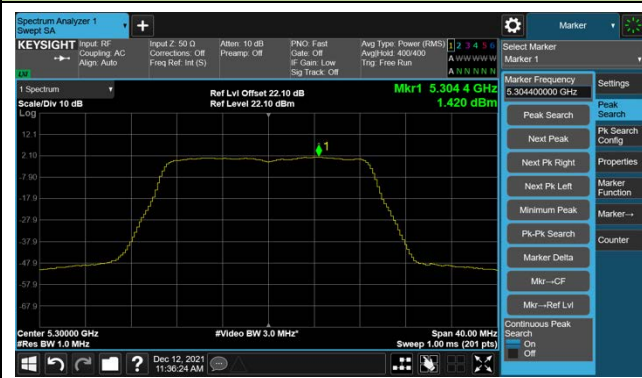 Spectrum Analyzer 1
Swept SA
Marker
KEYSIGHT
Input: RF
Coupling: AC
Align: Auto
Input Z: 50 Ω
Corrections: Off
Freq Ref: Int (S)
Atten: 10 dB
Preamp: Off
PNO: Fast
Gate: Off
IF Gain: Low
Sig Track: Off
Avg Type: Power (RMS)
Avg|Hold: 400/400
Trig: Free Run
1 2 3 4 5 6
A W W W W W
A N N N N N
LXI
1 Spectrum
Scale/Div 10 dB
Log
Ref Lvl Offset 22.10 dB
Ref Level 22.10 dBm
Mkr1 5.304 4 GHz
1.420 dBm
12.1
2.10
-7.90
-17.9
-27.9
-37.9
-47.9
-57.9
-67.9
1
Center 5.30000 GHz
#Res BW 1.0 MHz
#Video BW 3.0 MHz*
Span 40.00 MHz
Sweep 1.00 ms (201 pts)
Dec 12, 2021
11:36:24 AM
Select Marker
Marker 1
Marker Frequency
5.304400000 GHz
Peak Search
Next Peak
Next Pk Right
Next Pk Left
Minimum Peak
Pk-Pk Search
Marker Delta
Mkr→CF
Mkr→Ref Lvl
Continuous Peak
Search
On
Off
Settings
Peak
Search
Pk Search
Config
Properties
Marker
Function
Marker→
Counter